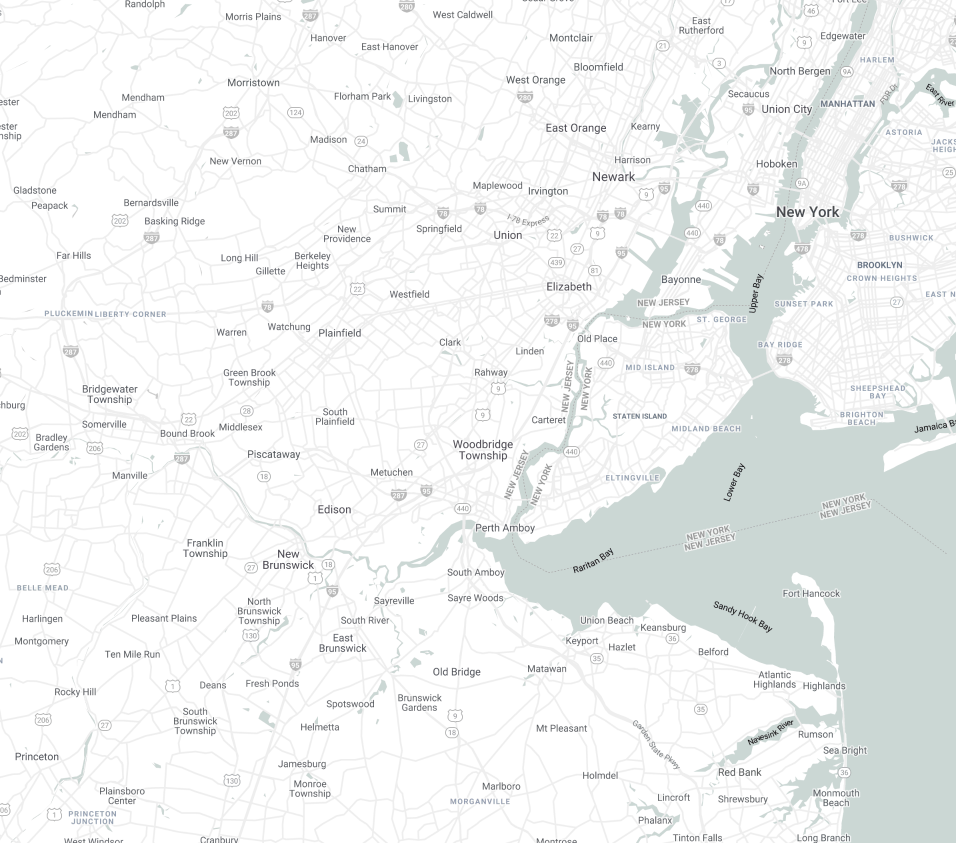 Randolph
Morris Plains
287
280
West Caldwell
46
Fort Lee
Hanover
East Hanover
Montclair
East
Rutherford
21
9
Edgewater
HARLEM
Bloomfield
3
North Bergen
9A
Morristown
West Orange
280
Mendham
Florham Park
Livingston
Secaucus
95
Union City
MANHATTAN
FDR Dr
East River
Mendham
202
124
287
Madison
24
East Orange
Kearny
ASTORIA
New Vernon
Chatham
Harrison
Hoboken
Newark
95
78
9A
278
25
Gladstone
Peapack
Maplewood
Irvington
9
440
Bernardsville
202
Basking Ridge
287
Summit
78
78
I-78 Express
78
78
New York
New
Providence
Springfield
Union
22
9
440
78
278
478
BUSHWICK
Far Hills
Long Hill
Gillette
Berkeley
Heights
27
95
439
81
BROOKLYN
CROWN HEIGHTS
Bedminster
22
Westfield
Elizabeth
Bayonne
Upper Bay
NEW JERSEY
NEW YORK
SUNSET PARK
27
PLUCKEMIN
LIBERTY CORNER
78
Warren
Watchung
Plainfield
278
95
ST. GEORGE
Clark
Old Place
BAY RIDGE
287
Linden
440
MID ISLAND
278
278
Green Brook
Township
Rahway
9
NEW JERSEY
NEW YORK
Bridgewater
Township
SHEEPSHEAD
BAY
28
South
Plainfield
9
Carteret
STATEN ISLAND
BRIGHTON
BEACH
Somerville
22
Middlesex
MIDLAND BEACH
202
Bradley
Gardens
206
Bound Brook
27
Woodbridge
Township
440
287
Piscataway
Manville
18
Metuchen
NEW JERSEY
NEW YORK
ELTINGVILLE
Lower Bay
287
95
Edison
440
Perth Amboy
NEW YORK
NEW JERSEY
NEW YORK
NEW JERSEY
Franklin
Township
New
Brunswick
27
18
1
95
South Amboy
Raritan Bay
BELLE MEAD
Sayreville
Sayre Woods
Fort Hancock
Harlingen
Pleasant Plains
North
Brunswick
Township
130
South River
Union Beach
Keansburg
Sandy Hook Bay
Montgomery
East
Brunswick
Keyport
Hazlet
36
Ten Mile Run
95
35
Belford
Old Bridge
Matawan
Atlantic
Highlands
Highlands
Rocky Hill
1
Deans
Fresh Ponds
Brunswick
Gardens
Spotswood
35
206
27
South
Brunswick
Township
Helmetta
9
18
Mt Pleasant
Garden State Pkwy
Navesink River
Rumson
Sea Bright
Princeton
Jamesburg
Holmdel
Red Bank
36
130
Monroe
Township
Marlboro
Plainsboro
Center
MORGANVILLE
Lincroft
Shrewsbury
Monmouth
Beach
1
PRINCETON
JUNCTION
Phalanx
West Windsor
Cranbury
Montrose
Tinton Falls
Long Branch